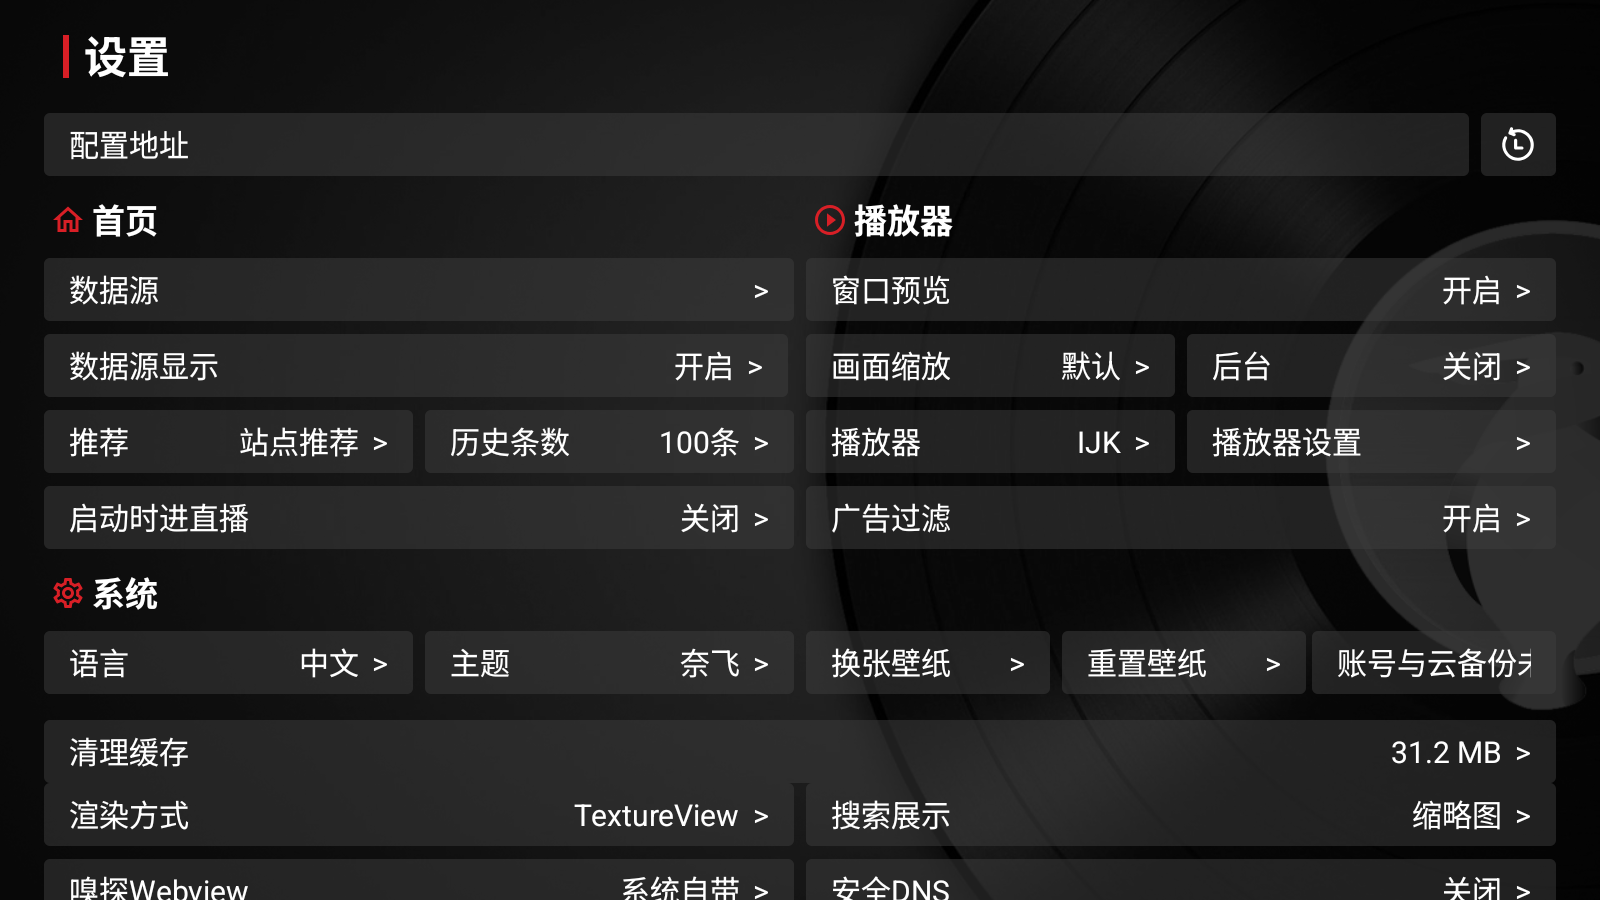 设置
配置地址
首页
数据源 >
数据源显示 开启 >
推荐 站点推荐 > 历史条数 100条 >
启动时进直播 关闭 >
播放器
窗口预览 开启 >
画面缩放 默认 > 后台 关闭 >
播放器 IJK > 播放器设置 >
广告过滤 开启 >
系统
语言 中文 > 主题 奈飞 > 换张壁纸 > 重置壁纸 > 账号与云备份
清理缓存 31.2 MB >
渲染方式 TextureView > 搜索展示 缩略图 >
嗅探Webview 系统自带 > 安全DNS 关闭 >